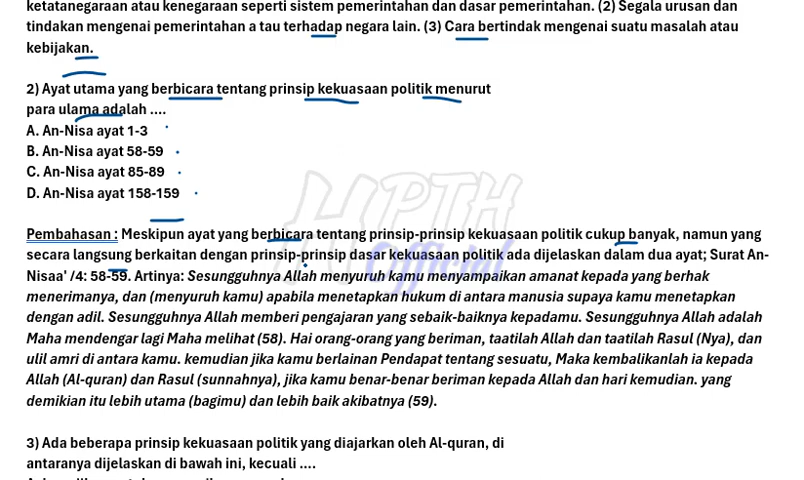 ketatanegaraan atau kenegaraan seperti sistem pemerintahan dan dasar pemerintahan. (2) Segala urusan dan
tindakan mengenai pemerintahan a tau terhadap negara lain. (3) Cara bertindak mengenai suatu masalah atau
kebijakan.
2) Ayat utama yang berbicara tentang prinsip kekuasaan politik menurut
para ulama adalah ....
A. An-Nisa ayat 1-3
B. An-Nisa ayat 58-59
C. An-Nisa ayat 85-89
D. An-Nisa ayat 158-159
HPTH
Official
Pembahasan : Meskipun ayat yang berbicara tentang prinsip-prinsip kekuasaan politik cukup banyak, namun yang
secara langsung berkaitan dengan prinsip-prinsip dasar kekuasaan politik ada dijelaskan dalam dua ayat; Surat An-
Nisaa' /4: 58-59. Artinya: Sesungguhnya Allah menyuruh kamu menyampaikan amanat kepada yang berhak
menerimanya, dan (menyuruh kamu) apabila menetapkan hukum di antara manusia supaya kamu menetapkan
dengan adil. Sesungguhnya Allah memberi pengajaran yang sebaik-baiknya kepadamu. Sesungguhnya Allah adalah
Maha mendengar lagi Maha melihat (58). Hai orang-orang yang beriman, taatilah Allah dan taatilah Rasul (Nya), dan
ulil amri di antara kamu. kemudian jika kamu berlainan Pendapat tentang sesuatu, Maka kembalikanlah ia kepada
Allah (Al-quran) dan Rasul (sunnahnya), jika kamu benar-benar beriman kepada Allah dan hari kemudian. yang
demikian itu lebih utama (bagimu) dan lebih baik akibatnya (59).
3) Ada beberapa prinsip kekuasaan politik yang diajarkan oleh Al-quran, di
antaranya dijelaskan di bawah ini, kecuali ....